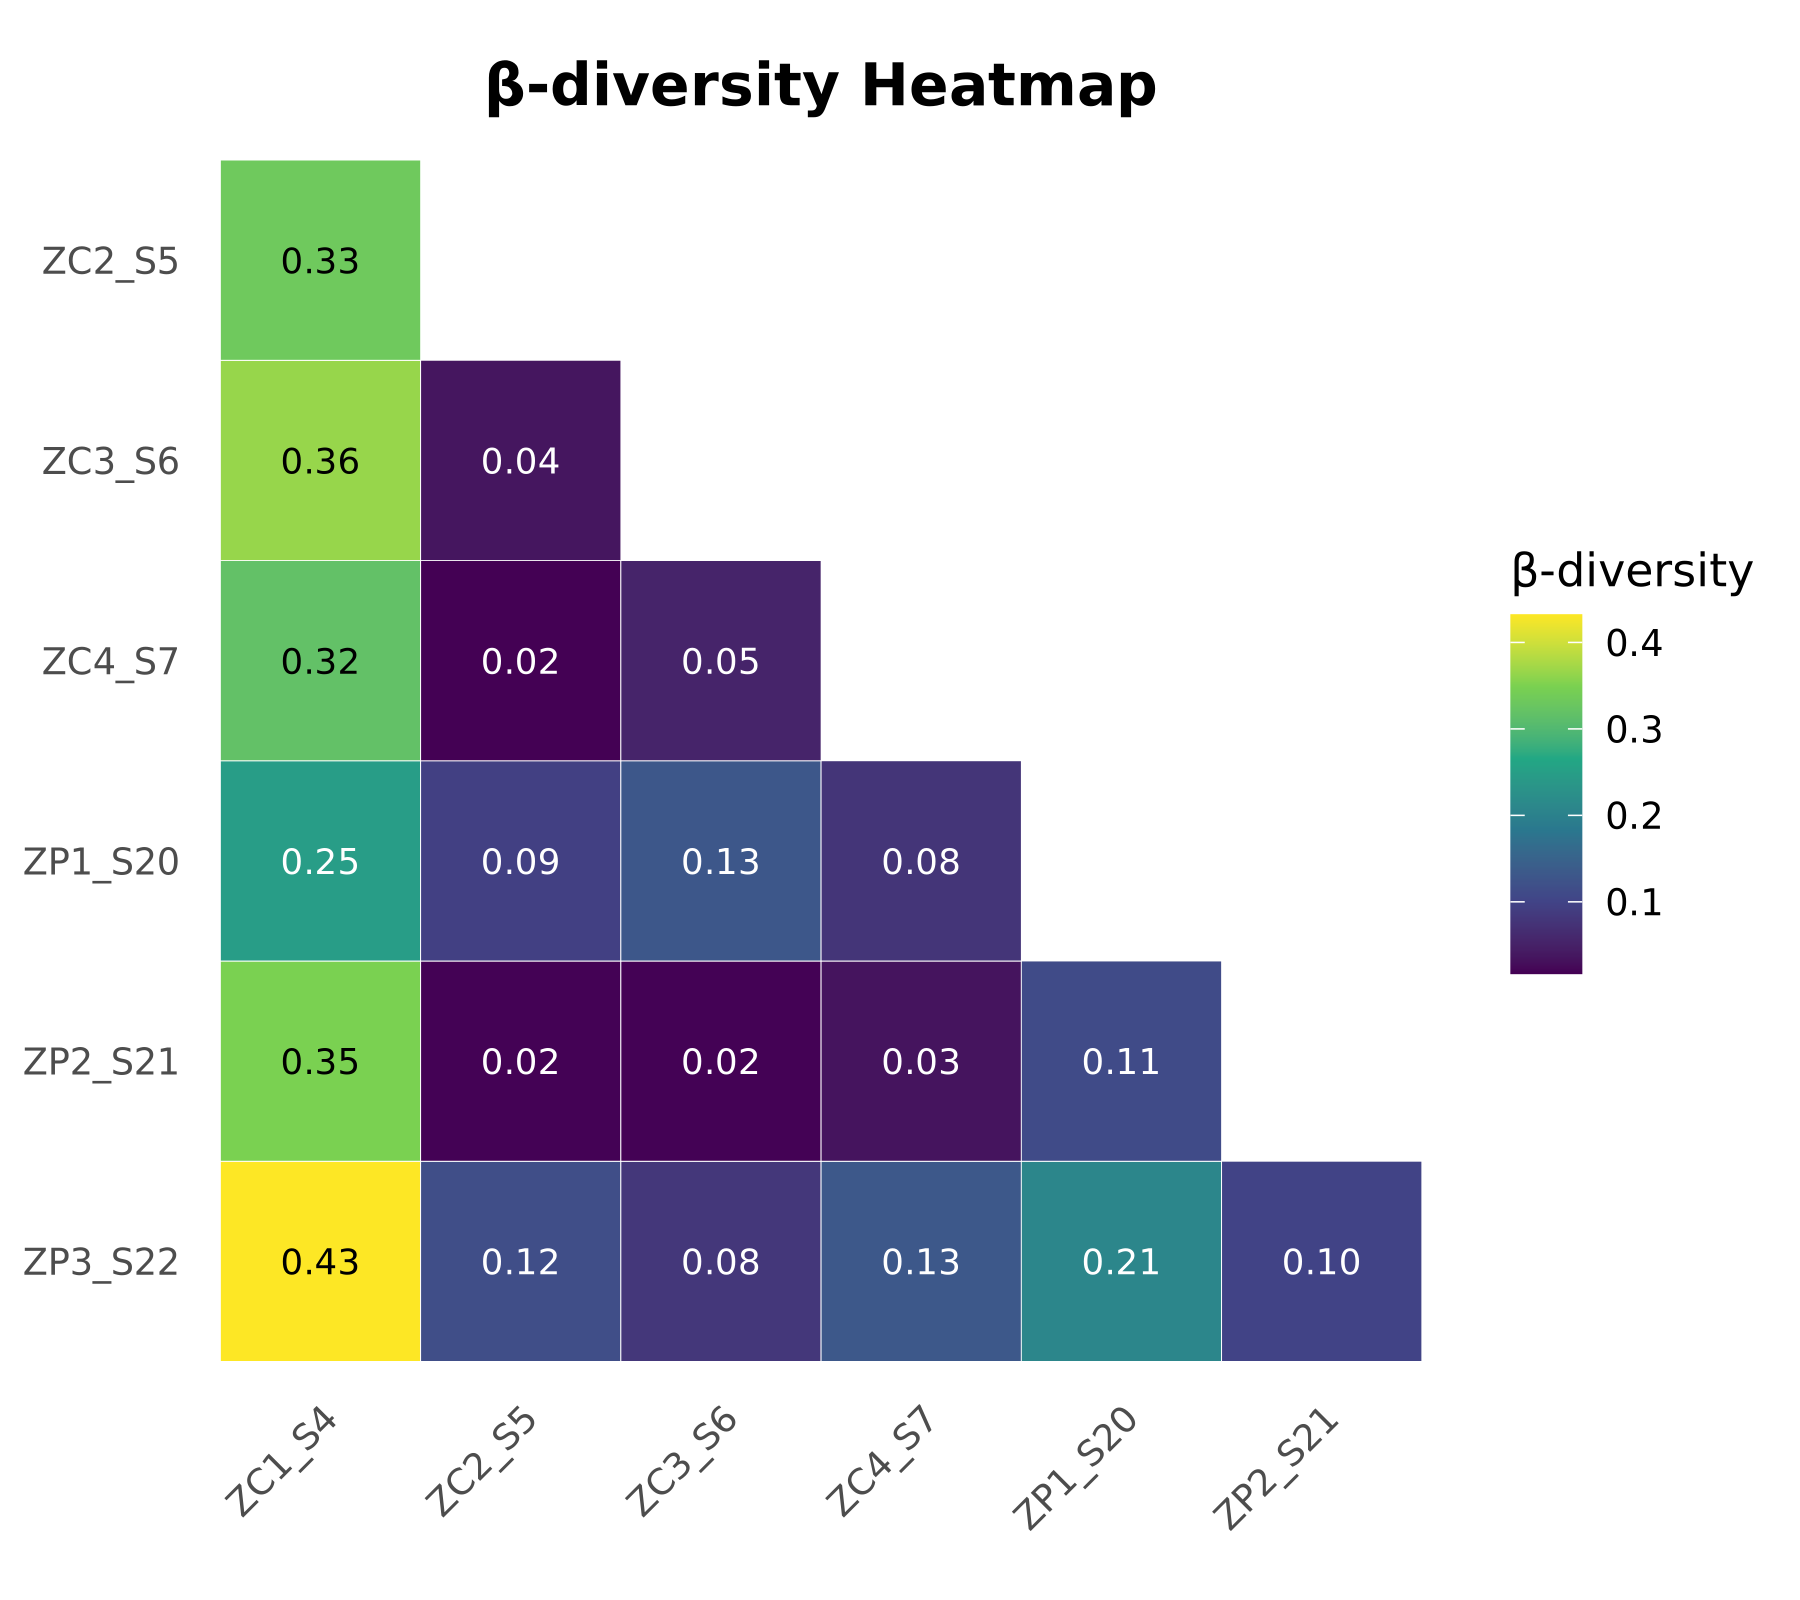 β-diversity Heatmap
ZC2_S5 0.33
ZC3_S6 0.36 0.04
ZC4_S7 0.32 0.02 0.05
ZP1_S20 0.25 0.09 0.13 0.08
ZP2_S21 0.35 0.02 0.02 0.03 0.11
ZP3_S22 0.43 0.12 0.08 0.13 0.21 0.10
ZC1_S4 ZC2_S5 ZC3_S6 ZC4_S7 ZP1_S20 ZP2_S21
β-diversity
0.4
0.3
0.2
0.1